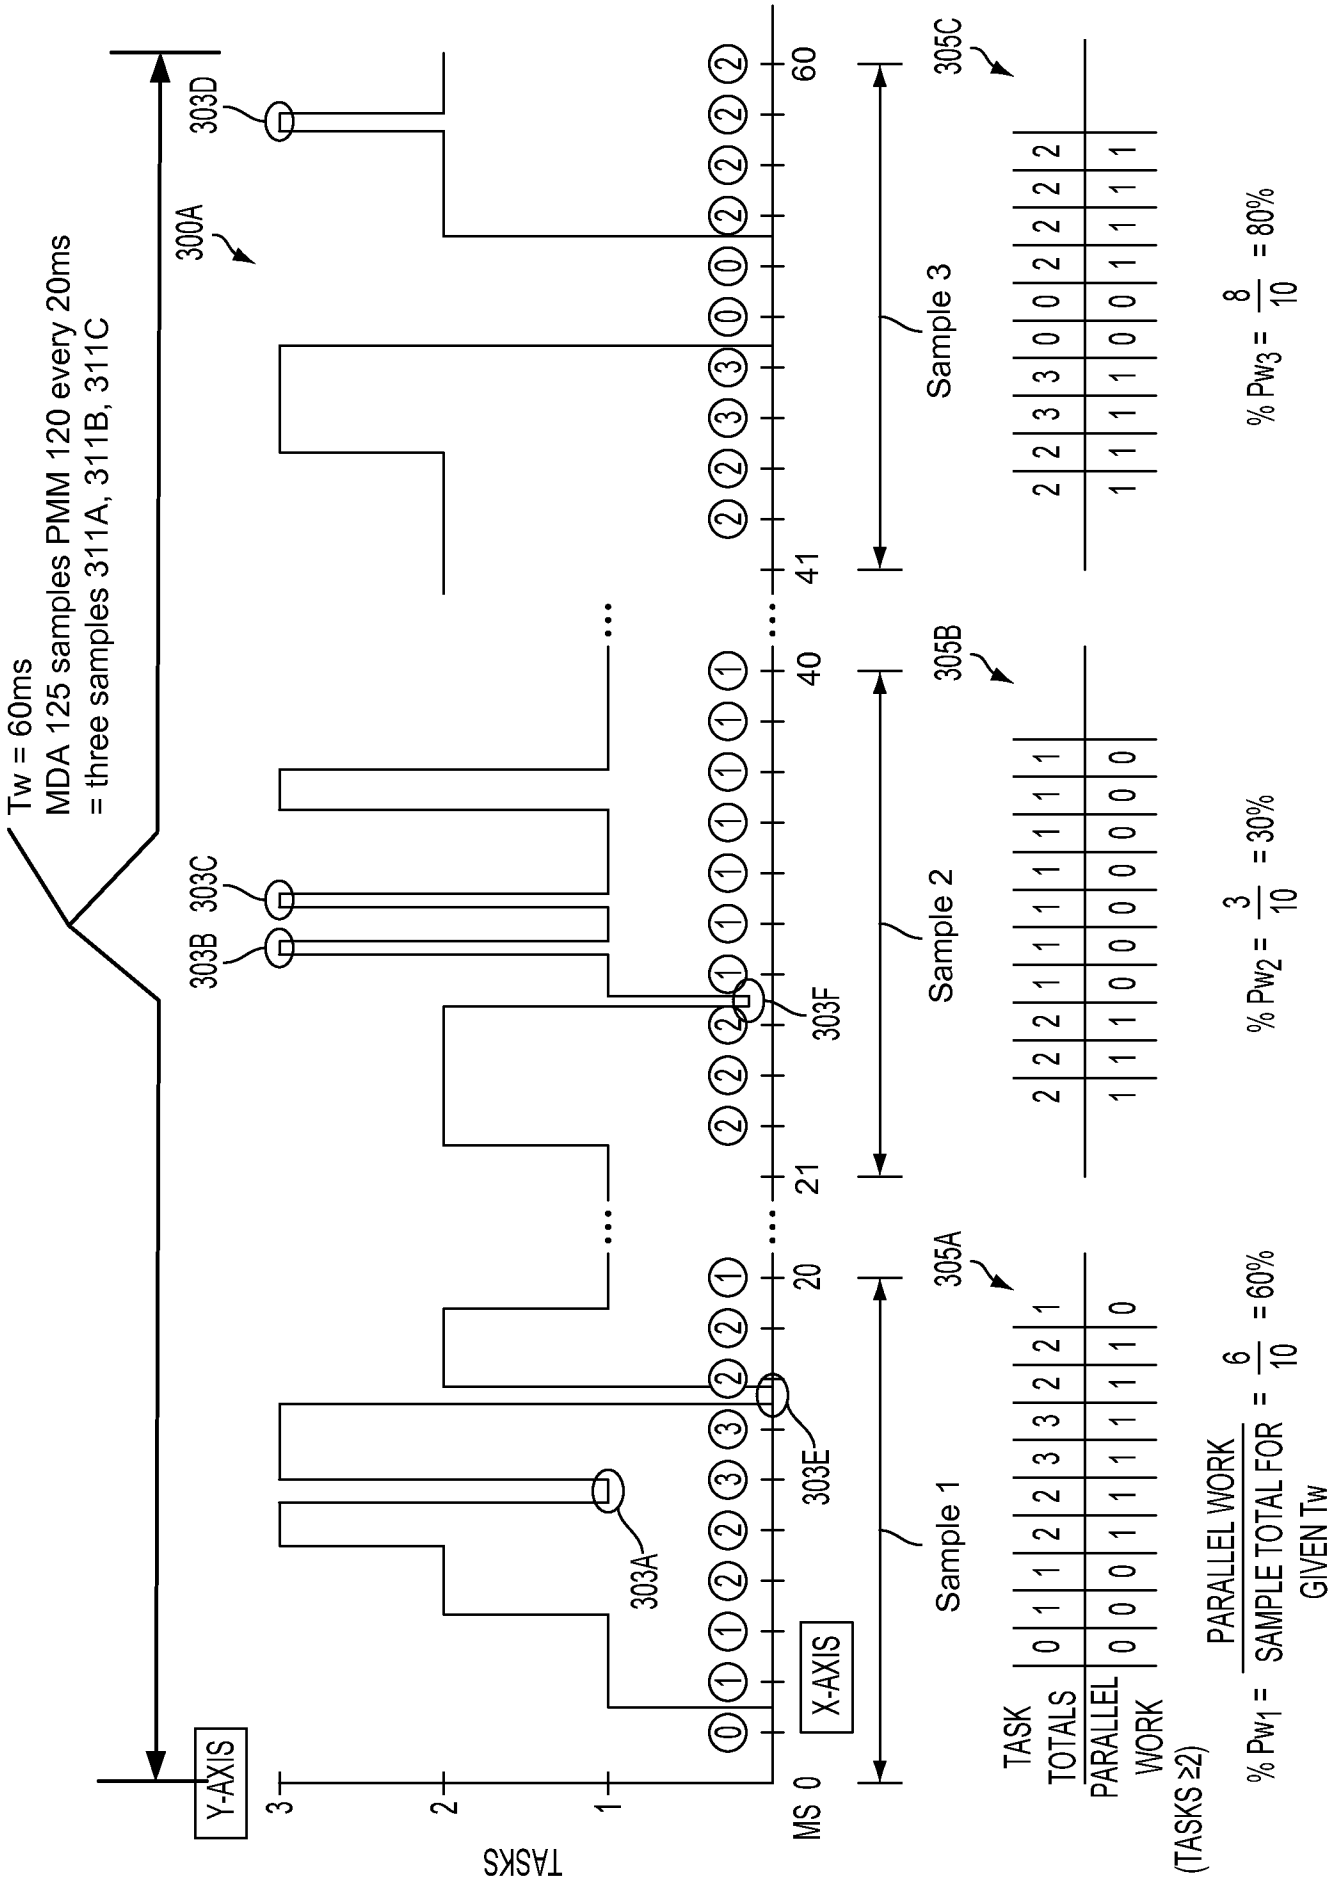 Tw = 60ms
MDA 125 samples PMM 120 every 20ms
= three samples 311A, 311B, 311C
Y-AXIS
300A
303B
303C
303D
TASKS
3
2
1
303A
303E
303F
0 1 1 2 2 3 3 2 2 1
2 2 2 1 1 1 1 1 1 1
2 2 3 3 0 0 2 2 2 2
MS 0 20 21 40 41 60
X-AXIS
Sample 1
Sample 2
Sample 3
305A
305B
305C
TASK
TOTALS
0 1 1 2 2 3 3 2 2 1
2 2 2 1 1 1 1 1 1 1
2 2 3 3 0 0 2 2 2 2
PARALLEL
WORK
(TASKS ≥2)
0 0 0 1 1 1 1 1 1 0
1 1 1 0 0 0 0 0 0 0
1 1 1 1 0 0 1 1 1 1
% Pw1 = PARALLEL WORK / SAMPLE TOTAL FOR GIVEN Tw = 6/10 = 60%
% Pw2 = 3/10 = 30%
% Pw3 = 8/10 = 80%